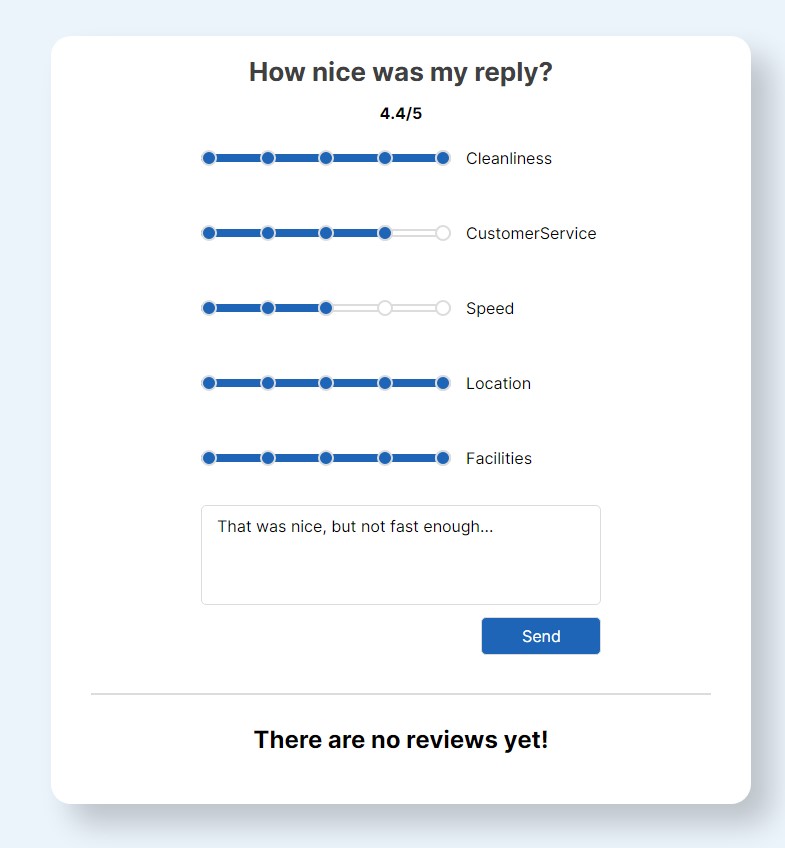 How nice was my reply?
4.4/5
Cleanliness
CustomerService
Speed
Location
Facilities
That was nice, but not fast enough...
Send
There are no reviews yet!